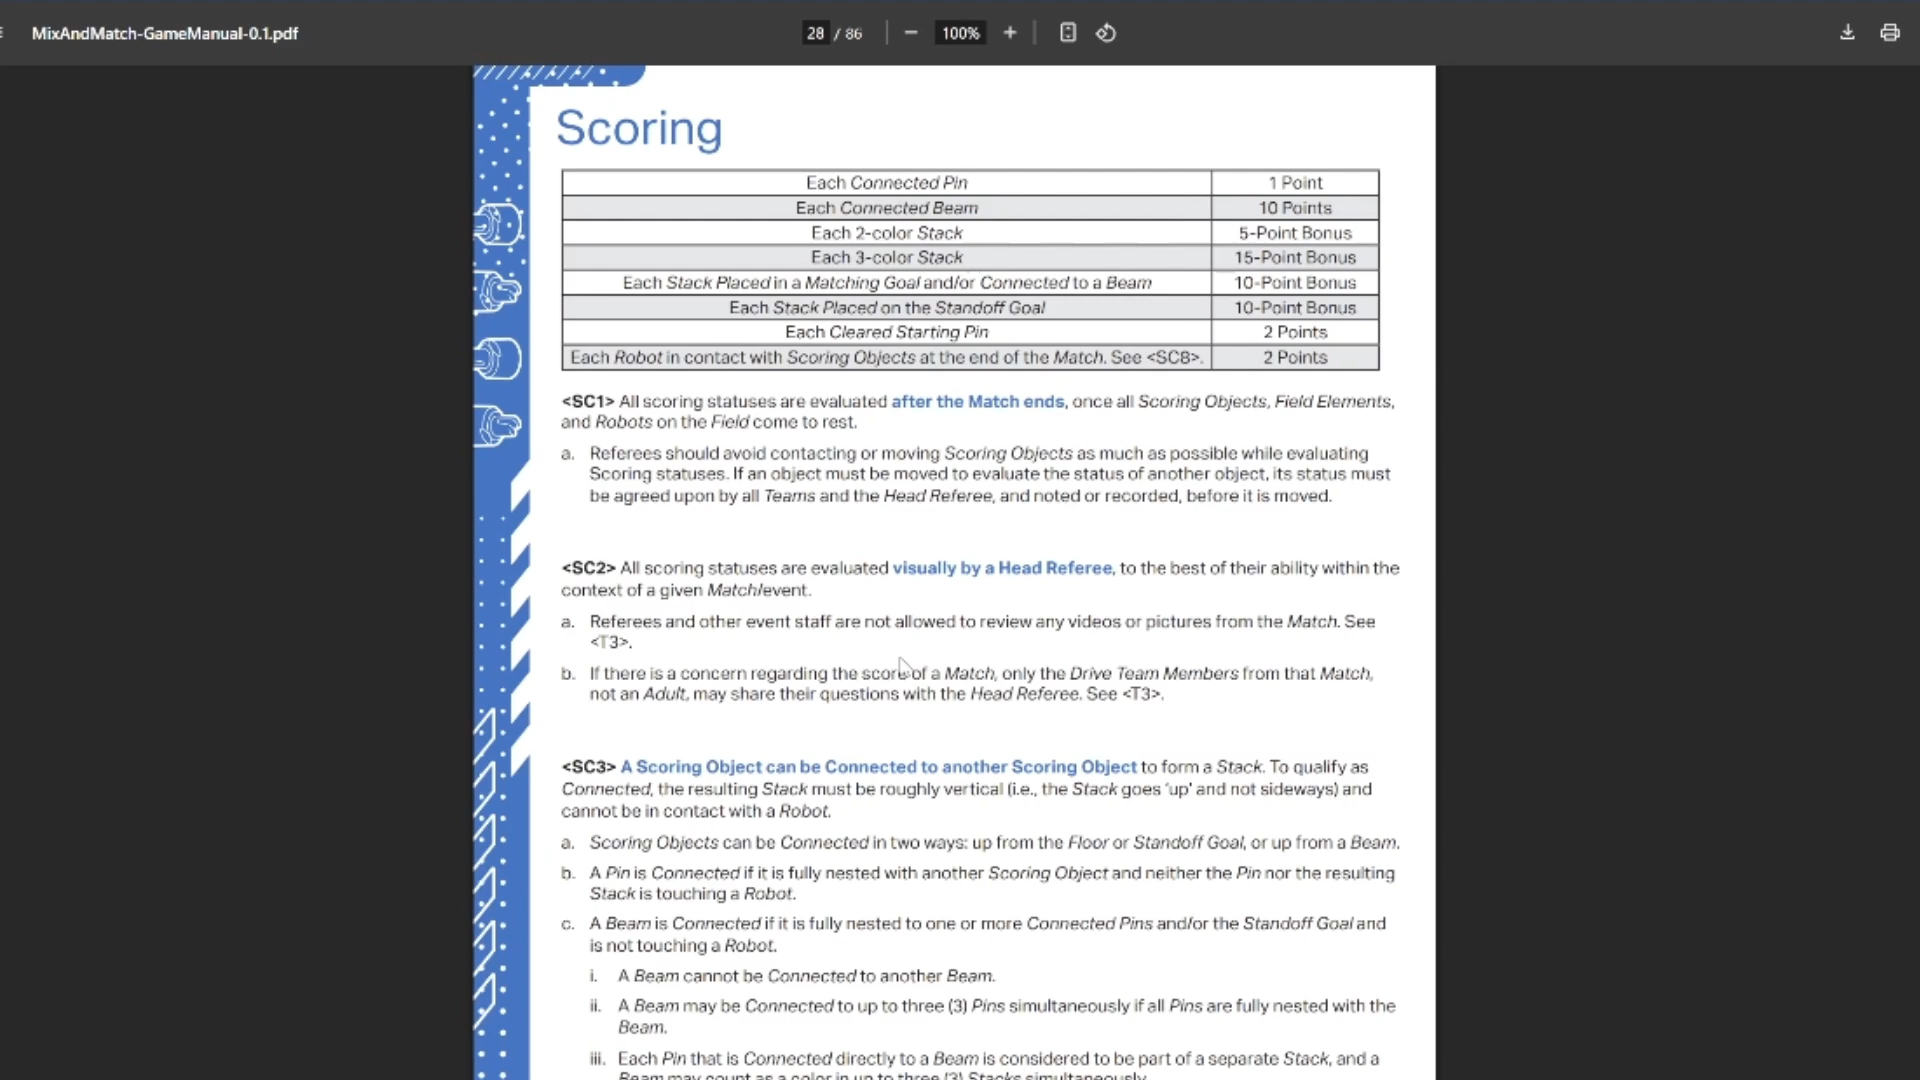 MixAndMatch-GameManual-0.1.pdf
28 / 86
100%
Scoring
Each Connected Pin 1 Point
Each Connected Beam 10 Points
Each 2-color Stack 5-Point Bonus
Each 3-color Stack 15-Point Bonus
Each Stack Placed in a Matching Goal and/or Connected to a Beam 10-Point Bonus
Each Stack Placed on the Standoff Goal 10-Point Bonus
Each Cleared Starting Pin 2 Points
Each Robot in contact with Scoring Objects at the end of the Match. See <SC8>. 2 Points
<SC1> All scoring statuses are evaluated after the Match ends, once all Scoring Objects, Field Elements,
and Robots on the Field come to rest.
a. Referees should avoid contacting or moving Scoring Objects as much as possible while evaluating
Scoring statuses. If an object must be moved to evaluate the status of another object, its status must
be agreed upon by all Teams and the Head Referee, and noted or recorded, before it is moved.
<SC2> All scoring statuses are evaluated visually by a Head Referee, to the best of their ability within the
context of a given Match/event.
a. Referees and other event staff are not allowed to review any videos or pictures from the Match. See
<T3>.
b. If there is a concern regarding the score of a Match, only the Drive Team Members from that Match,
not an Adult, may share their questions with the Head Referee. See <T3>.
<SC3> A Scoring Object can be Connected to another Scoring Object to form a Stack. To qualify as
Connected, the resulting Stack must be roughly vertical (i.e., the Stack goes 'up' and not sideways) and
cannot be in contact with a Robot.
a. Scoring Objects can be Connected in two ways: up from the Floor or Standoff Goal, or up from a Beam.
b. A Pin is Connected if it is fully nested with another Scoring Object and neither the Pin nor the resulting
Stack is touching a Robot.
c. A Beam is Connected if it is fully nested to one or more Connected Pins and/or the Standoff Goal and
is not touching a Robot.
i. A Beam cannot be Connected to another Beam.
ii. A Beam may be Connected to up to three (3) Pins simultaneously if all Pins are fully nested with the
Beam.
iii. Each Pin that is Connected directly to a Beam is considered to be part of a separate Stack, and a
Beam may count as a color in up to three (3) Stacks simultaneously.